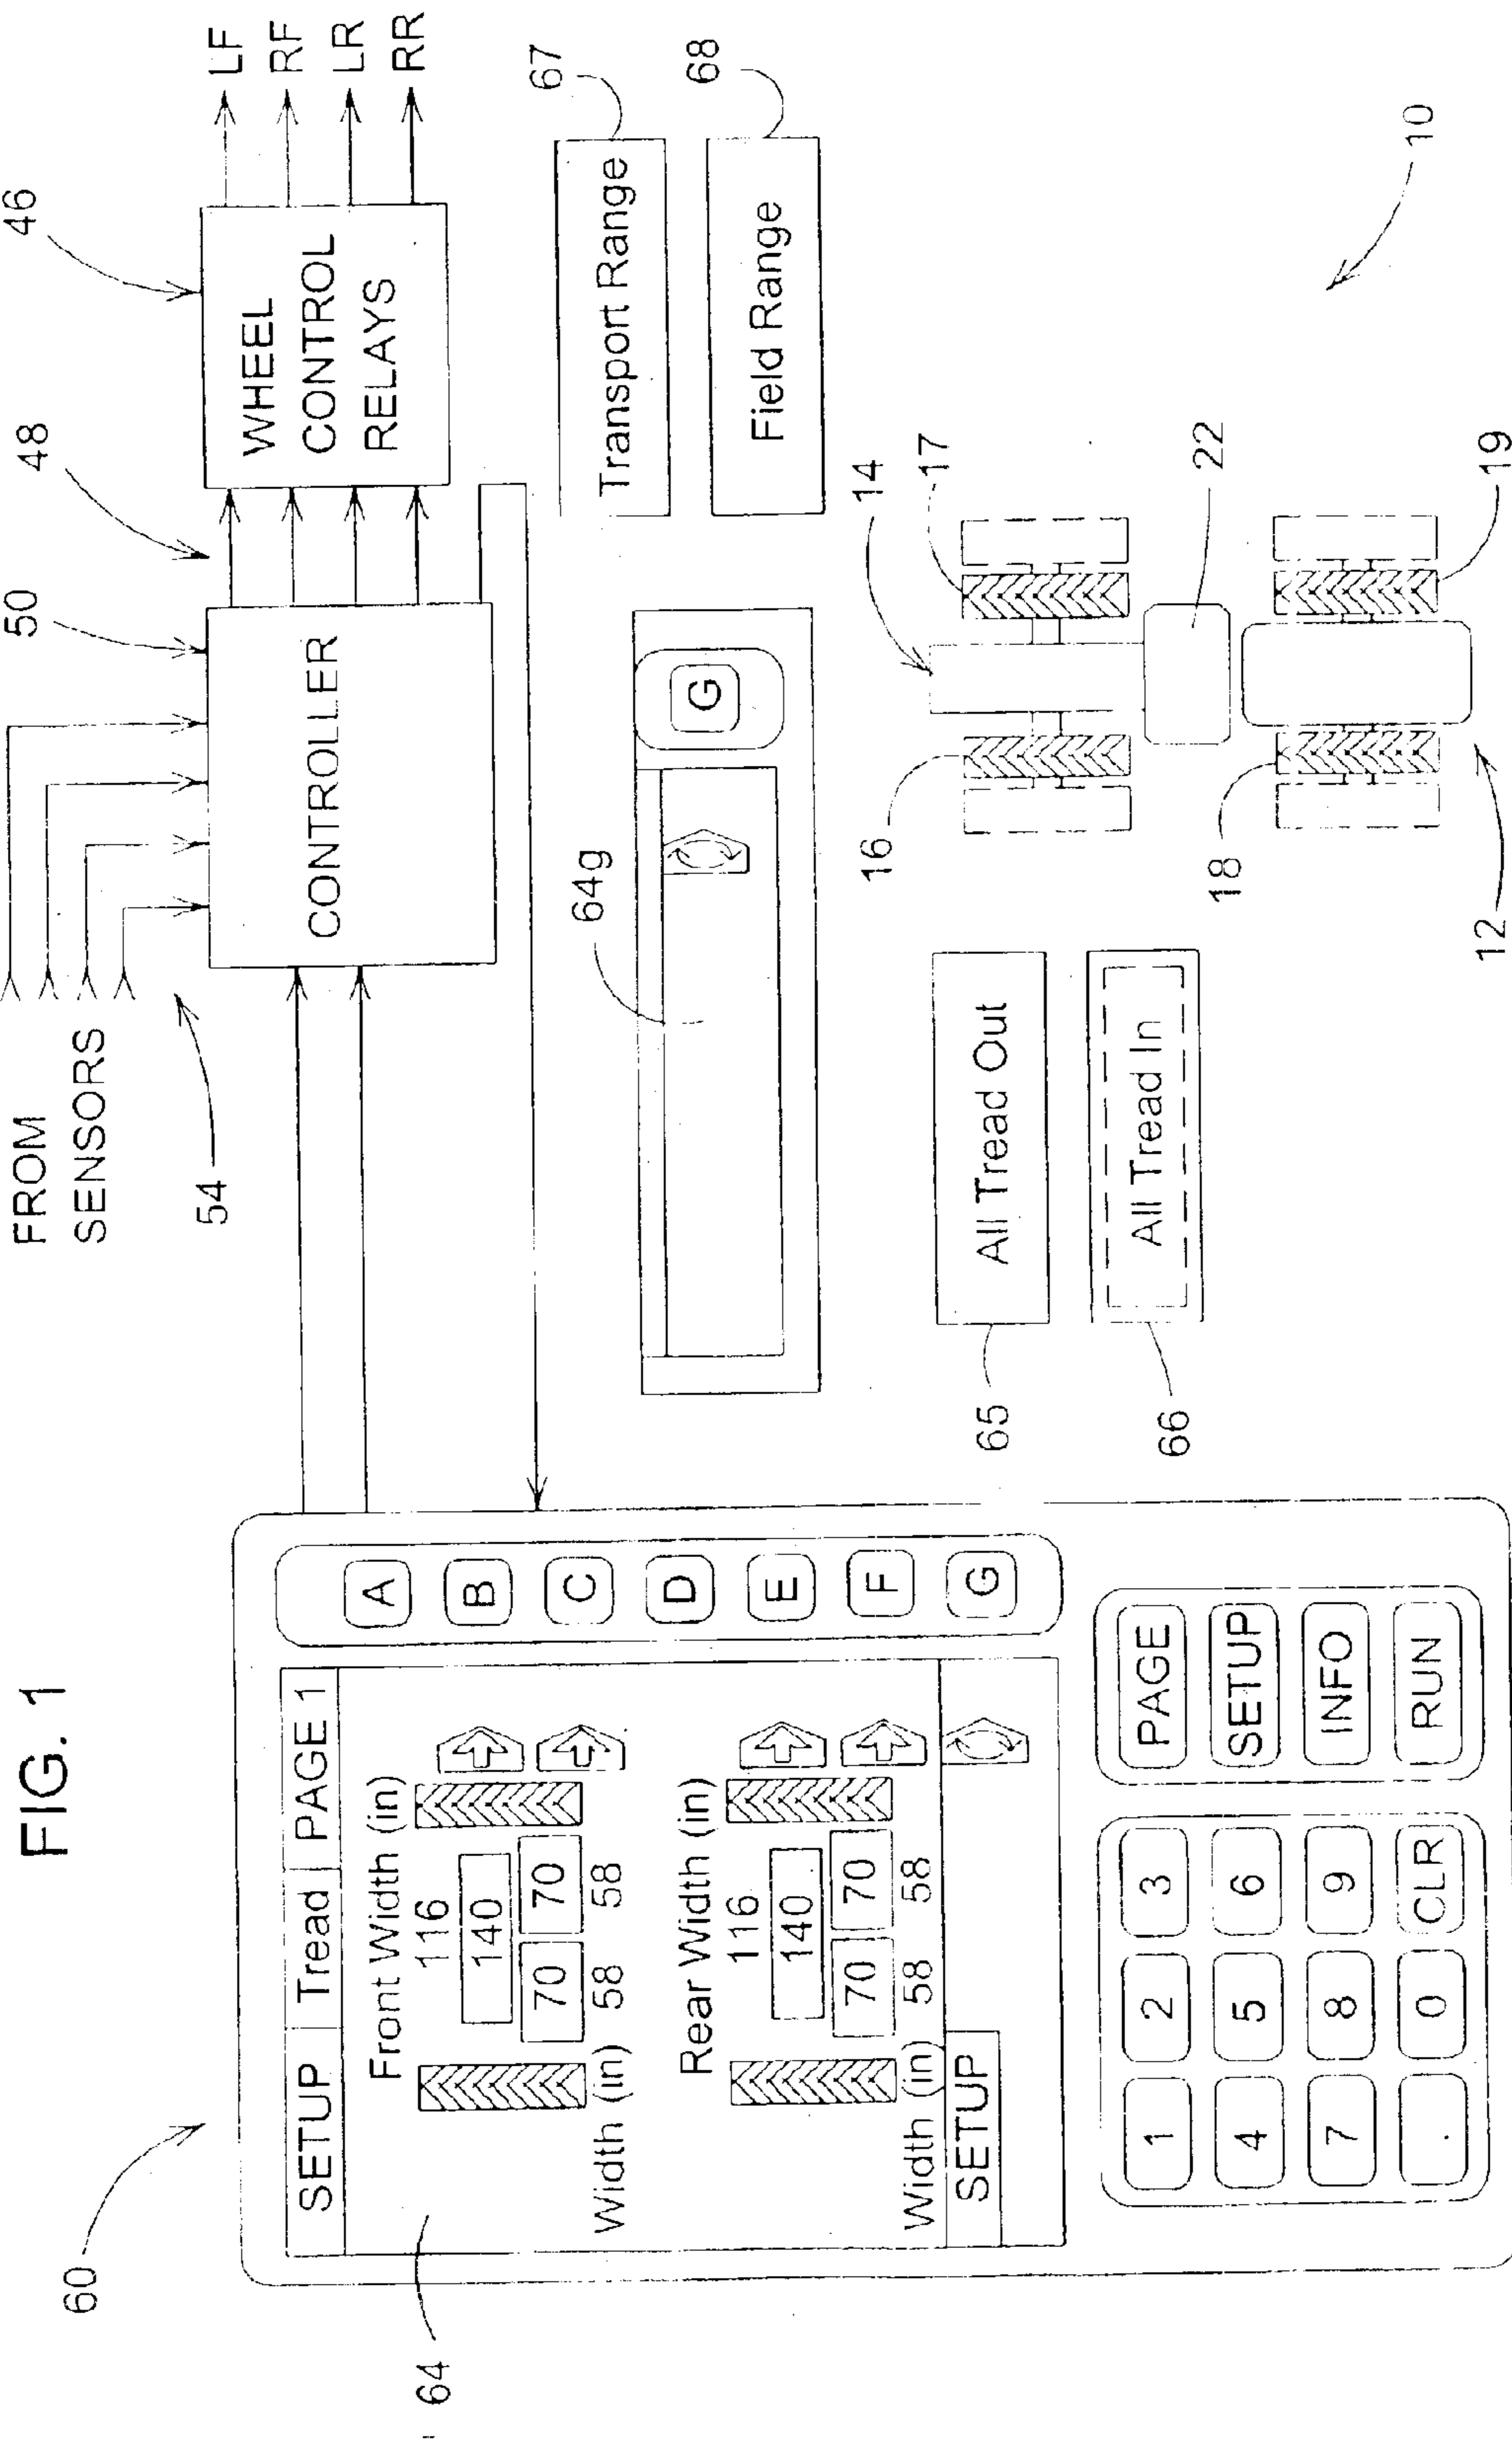 FIG. 1
FROM
SENSORS
54
50
48
46
CONTROLLER
WHEEL
CONTROL
RELAYS
LF
RF
LR
RR
60
64
SETUP Tread PAGE 1
Front Width (in)
116
140
70 70
Width (in) 58 58
Rear Width (in)
116
140
70 70
Width (in) 58 58
SETUP
A
B
C
D
E
F
G
1 2 3
4 5 6
7 8 9
. 0 CLR
PAGE
SETUP
INFO
RUN
64g
G
Transport Range
67
Field Range
68
65
All Tread Out
66
All Tread In
14
16
17
22
18
19
12
10